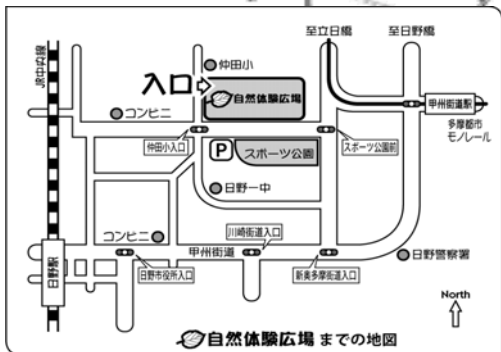 至立日橋
至日野橋
JR中央線
仲田小
入口
自然体験広場
コンビニ
甲州街道駅
多摩都市
モノレール
仲田小入口
P
スポーツ公園
スポーツ公園前
日野一中
コンビニ
川崎街道入口
甲州街道
日野駅
日野市役所入口
新奥多摩街道入口
日野警察署
North
自然体験広場までの地図